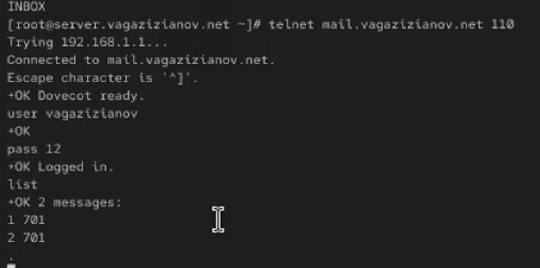 INBOX
[root@server.vagazizianov.net ~]# telnet mail.vagazizianov.net 110
Trying 192.168.1.1...
Connected to mail.vagazizianov.net.
Escape character is '^]'.
+OK Dovecot ready.
user vagazizianov
+OK
pass 12
+OK Logged in.
list
+OK 2 messages:
1 701
2 701
.